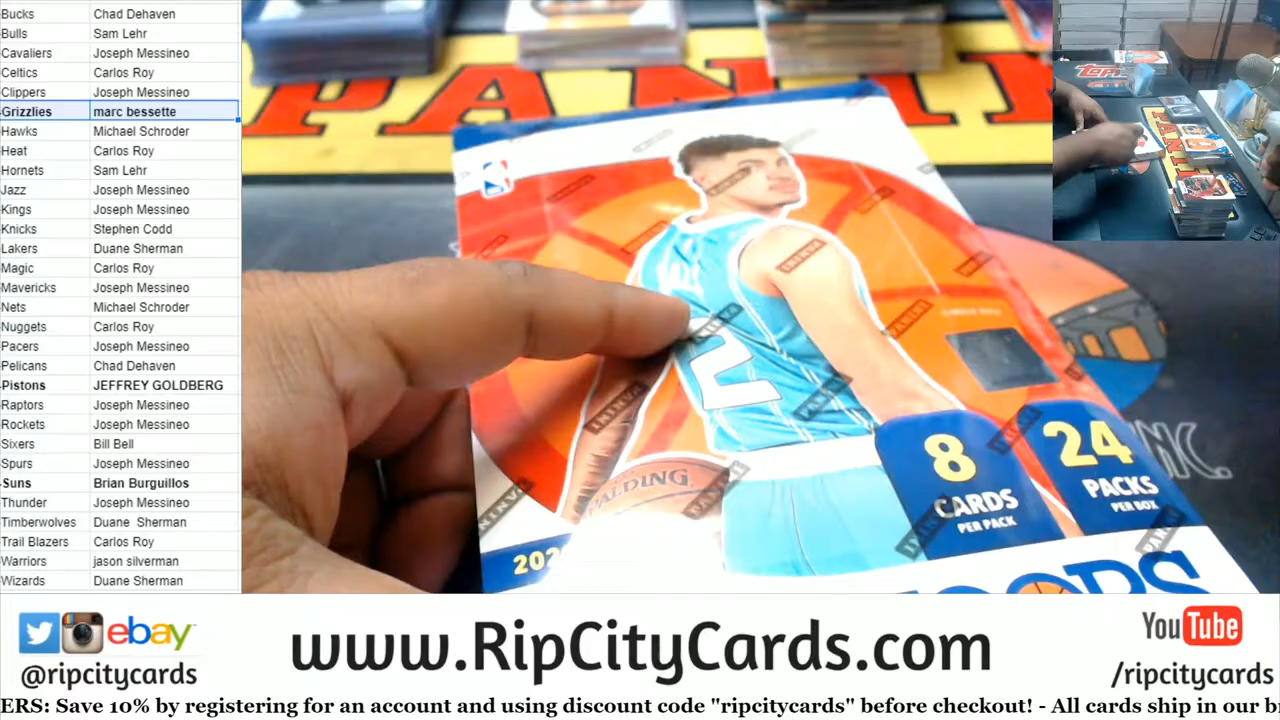 Bucks Chad Dehaven
Bulls Sam Lehr
Cavaliers Joseph Messineo
Celtics Carlos Roy
Clippers Joseph Messineo
Grizzlies marc bessette
Hawks Michael Schroder
Heat Carlos Roy
Hornets Sam Lehr
Jazz Joseph Messineo
Kings Joseph Messineo
Knicks Stephen Codd
Lakers Duane Sherman
Magic Carlos Roy
Mavericks Joseph Messineo
Nets Michael Schroder
Nuggets Carlos Roy
Pacers Joseph Messineo
Pelicans Chad Dehaven
Pistons JEFFREY GOLDBERG
Raptors Joseph Messineo
Rockets Joseph Messineo
Sixers Bill Bell
Spurs Joseph Messineo
Suns Brian Burguillos
Thunder Joseph Messineo
Timberwolves Duane Sherman
Trail Blazers Carlos Roy
Warriors jason silverman
Wizards Duane Sherman
PANINI
2
SPALDING
8 CARDS PER PACK
24 PACKS PER BOX
202
HOOPS
INC.
Topps
PANINI
ebay
@ripcitycards
www.RipCityCards.com
YouTube
/ripcitycards
ERS: Save 10% by registering for an account and using discount code "ripcitycards" before checkout! - All cards ship in our b